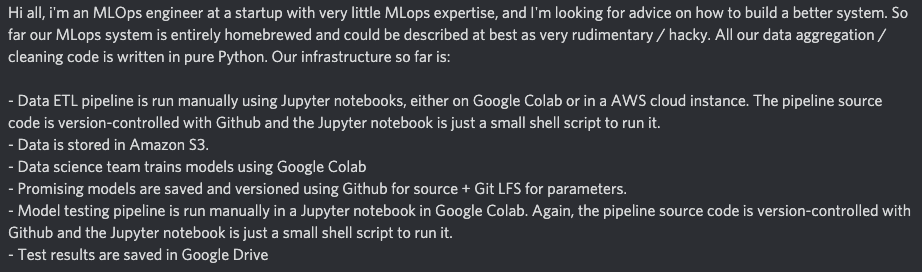 Hi all, i'm an MLOps engineer at a startup with very little MLops expertise, and I'm looking for advice on how to build a better system. So
far our MLops system is entirely homebrewed and could be described at best as very rudimentary / hacky. All our data aggregation /
cleaning code is written in pure Python. Our infrastructure so far is:
- Data ETL pipeline is run manually using Jupyter notebooks, either on Google Colab or in a AWS cloud instance. The pipeline source
code is version-controlled with Github and the Jupyter notebook is just a small shell script to run it.
- Data is stored in Amazon S3.
- Data science team trains models using Google Colab
- Promising models are saved and versioned using Github for source + Git LFS for parameters.
- Model testing pipeline is run manually in a Jupyter notebook in Google Colab. Again, the pipeline source code is version-controlled with
Github and the Jupyter notebook is just a small shell script to run it.
- Test results are saved in Google Drive